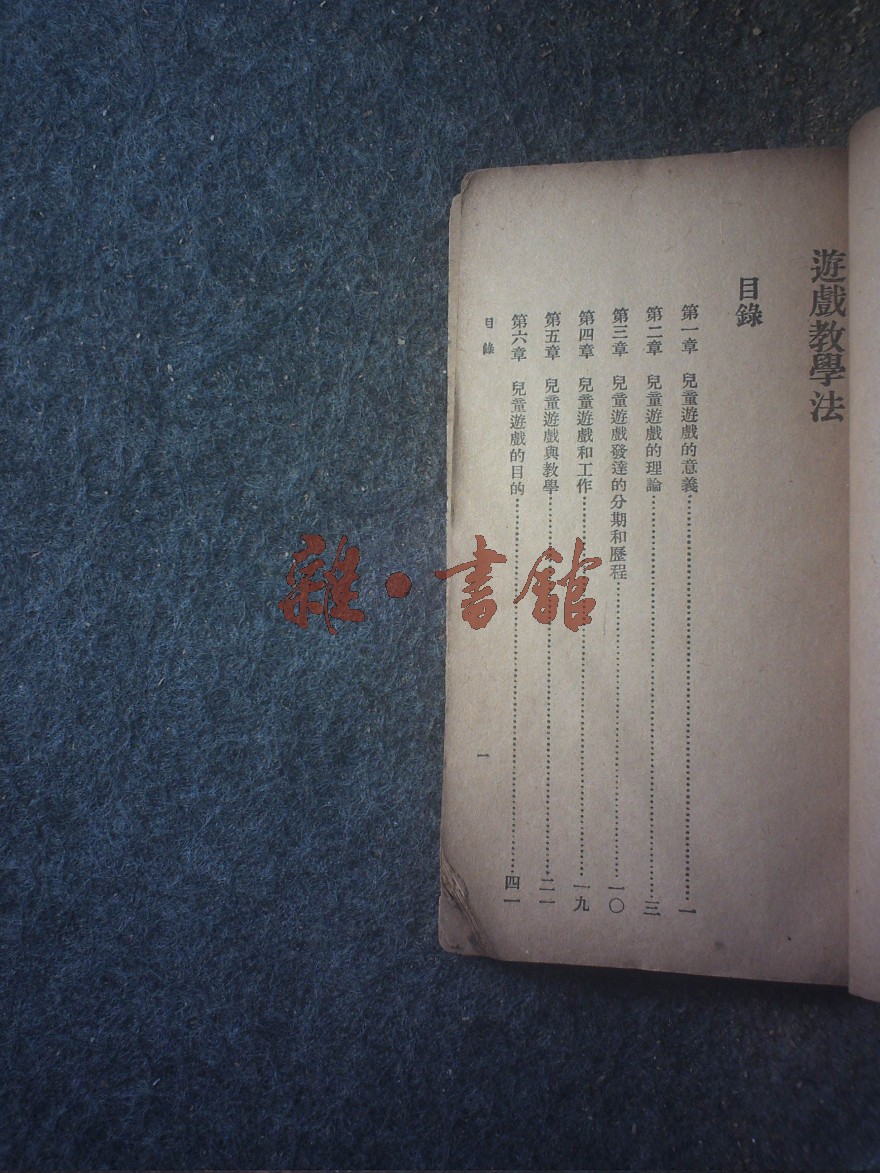 遊戲教學法
目錄
第一章 兒童遊戲的意義……一
第二章 兒童遊戲的理論……三
第三章 兒童遊戲發達的分期和歷程……一〇
第四章 兒童遊戲和工作……一九
第五章 兒童遊戲與教學……二一
第六章 兒童遊戲的目的……四一
目錄 一
雜·書館